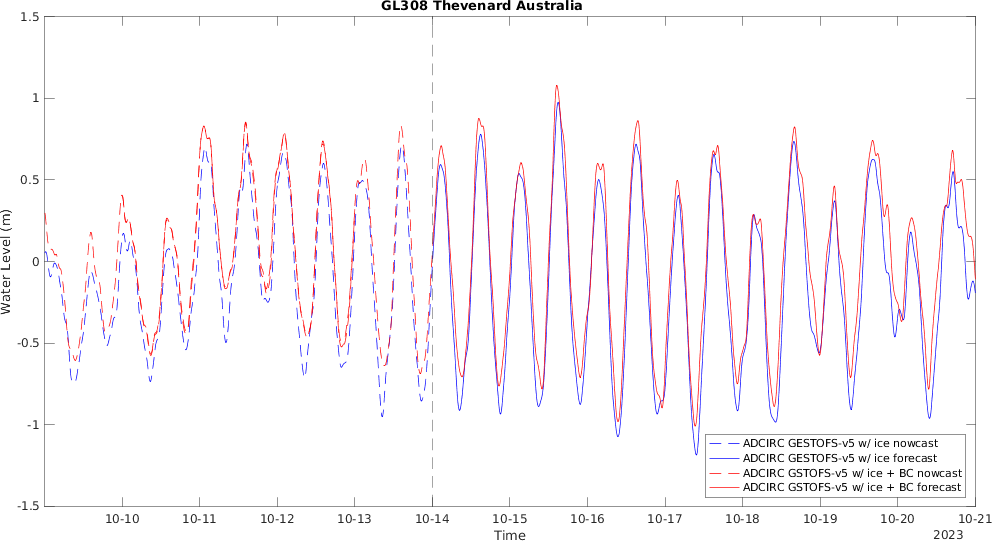 GL308 Thevenard Australia
1.5
1
0.5
0
-0.5
-1
-1.5
Water Level (m)
10-10 10-11 10-12 10-13 10-14 10-15 10-16 10-17 10-18 10-19 10-20 10-21
Time
2023
ADCIRC GESTOFS-v5 w/ ice nowcast
ADCIRC GESTOFS-v5 w/ ice forecast
ADCIRC GSTOFS-v5 w/ ice + BC nowcast
ADCIRC GSTOFS-v5 w/ ice + BC forecast